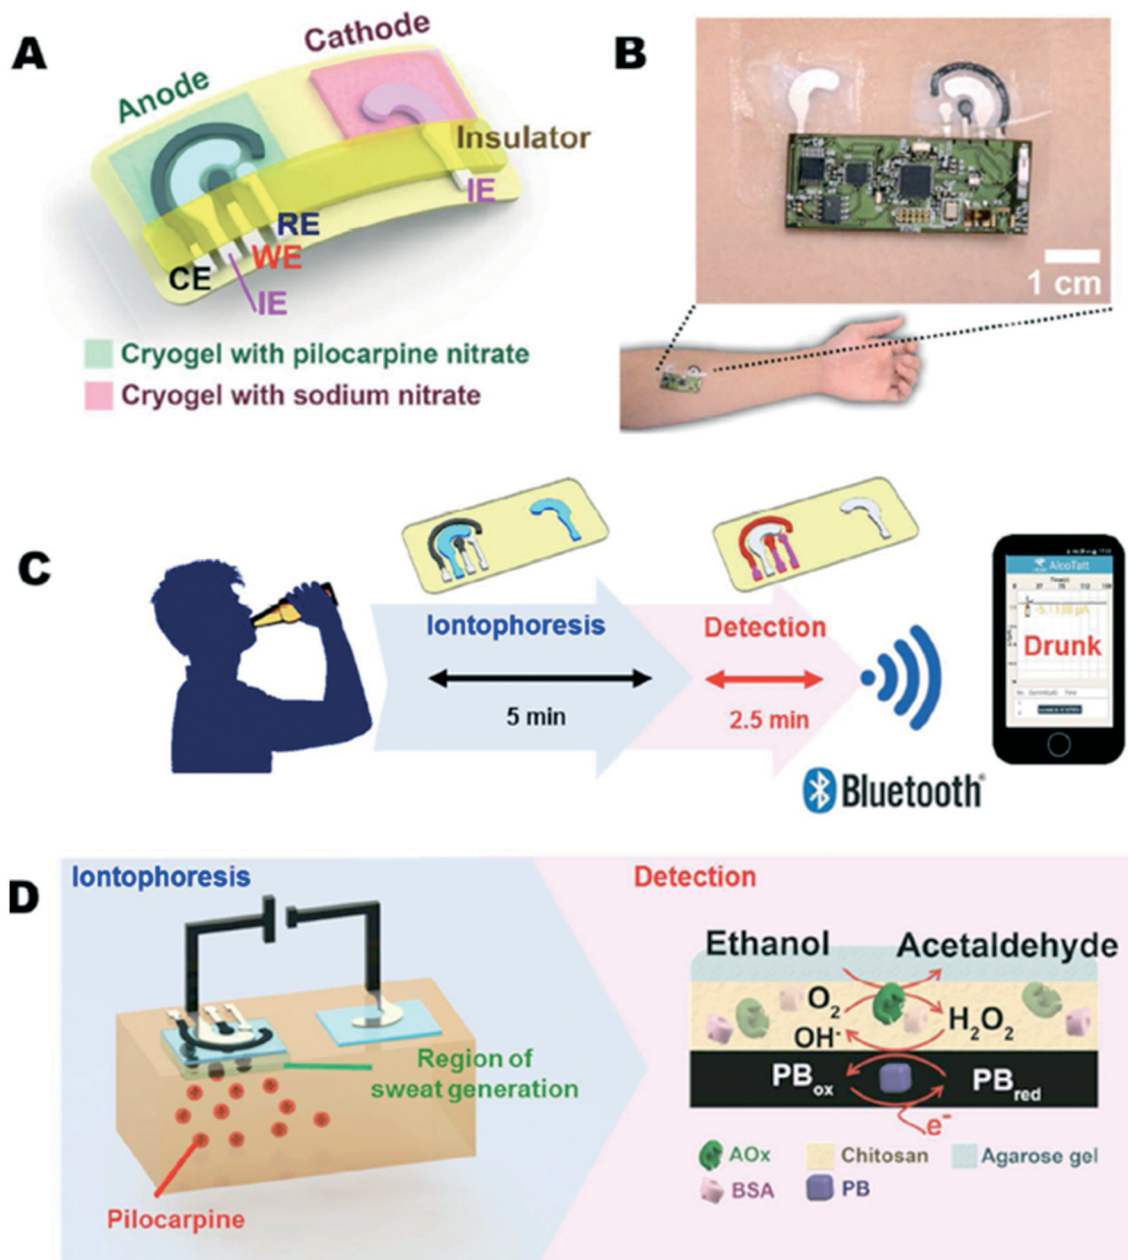 A
Cathode
Anode
Insulator
IE
RE
WE
CE
IE
Cryogel with pilocarpine nitrate
Cryogel with sodium nitrate
B
1 cm
C
Iontophoresis
5 min
Detection
2.5 min
Bluetooth
AlcoTatt
Drunk
D
Iontophoresis
Region of
sweat generation
Pilocarpine
Detection
Ethanol
Acetaldehyde
O2
H2O2
OH·
PBox
PBred
e-
AOx
Chitosan
Agarose gel
BSA
PB